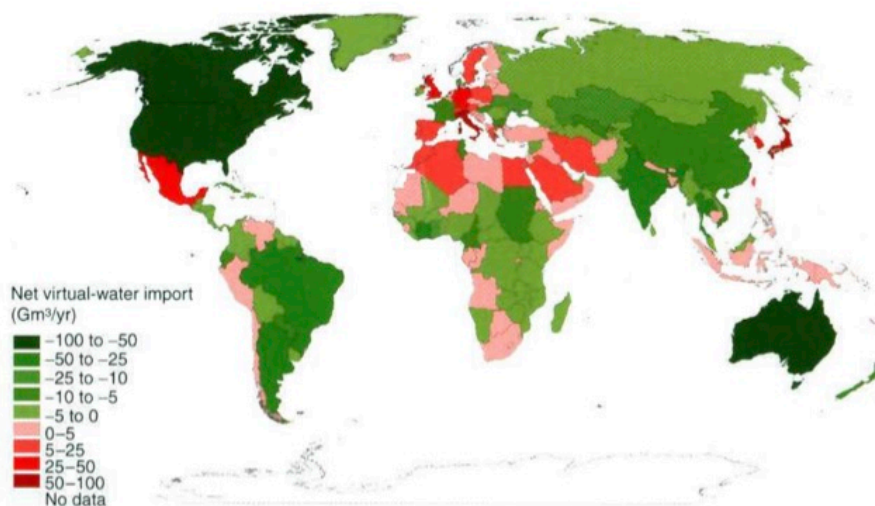 Net virtual-water import
(Gm³/yr)
−100 to −50
−50 to −25
−25 to −10
−10 to −5
−5 to 0
0–5
5–25
25–50
50–100
No data